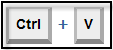 Ctrl + V